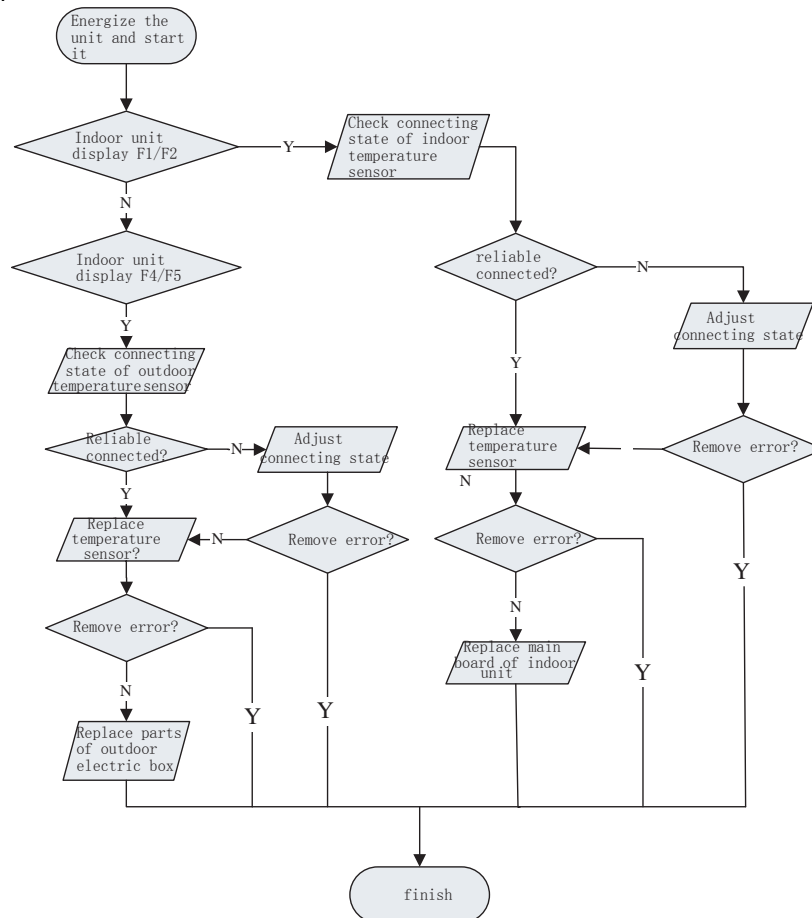 Energize the
unit and start
it
Indoor unit
display F1/F2
Y
Check connecting
state of indoor
temperature
sensor
N
Indoor unit
display F4/F5
reliable
connected?
N
Adjust
connecting state
Y
Check connecting
state of outdoor
temperature sensor
Y
Reliable
connected?
N
Adjust
connecting state
Replace
temperature
sensor
Remove error?
N
Y
Replace
temperature
sensor?
N
Remove error?
Remove error?
Y
Y
Remove error?
N
Replace main
board of indoor
unit
Y
N
Y
Y
Replace parts
of outdoor
electric box
finish